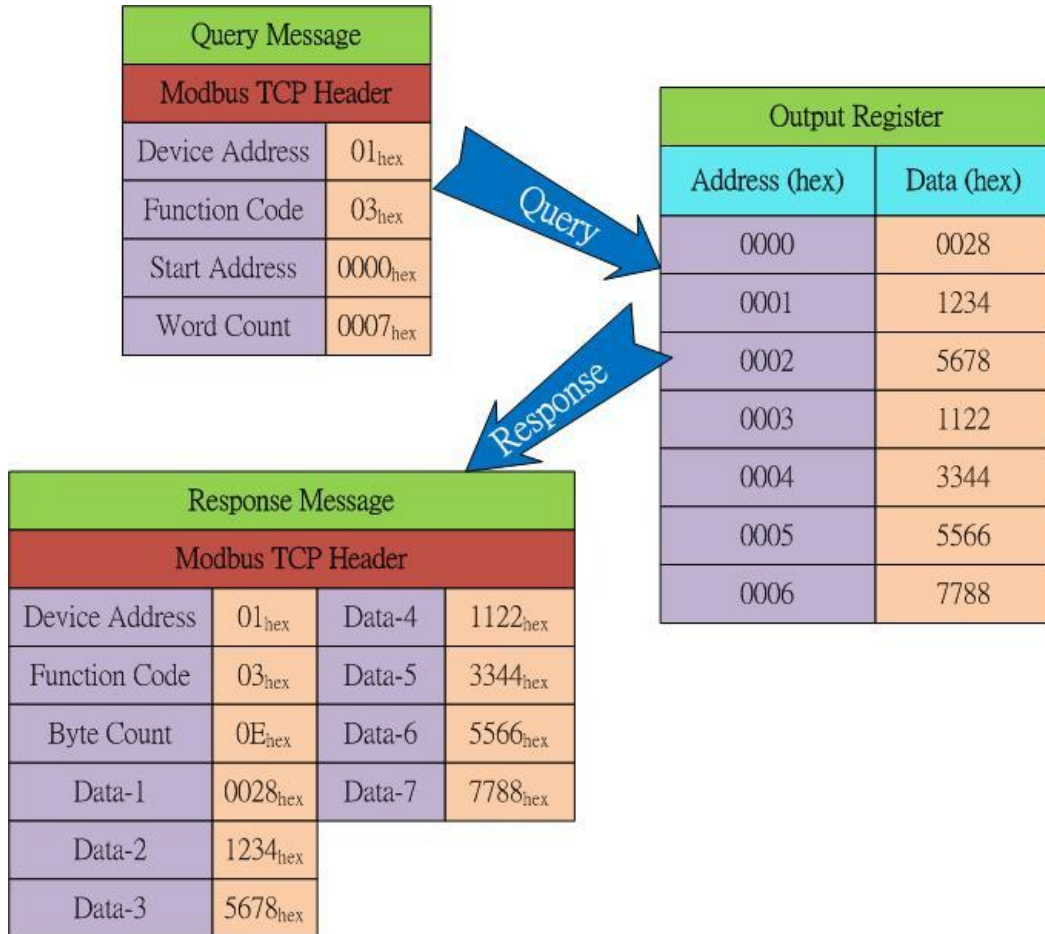 Query Message
Modbus TCP Header
Device Address 01hex
Function Code 03hex
Start Address 0000hex
Word Count 0007hex
Query
Output Register
Address (hex) Data (hex)
0000 0028
0001 1234
0002 5678
0003 1122
0004 3344
0005 5566
0006 7788
Response
Response Message
Modbus TCP Header
Device Address 01hex Data-4 1122hex
Function Code 03hex Data-5 3344hex
Byte Count 0Ehex Data-6 5566hex
Data-1 0028hex Data-7 7788hex
Data-2 1234hex
Data-3 5678hex